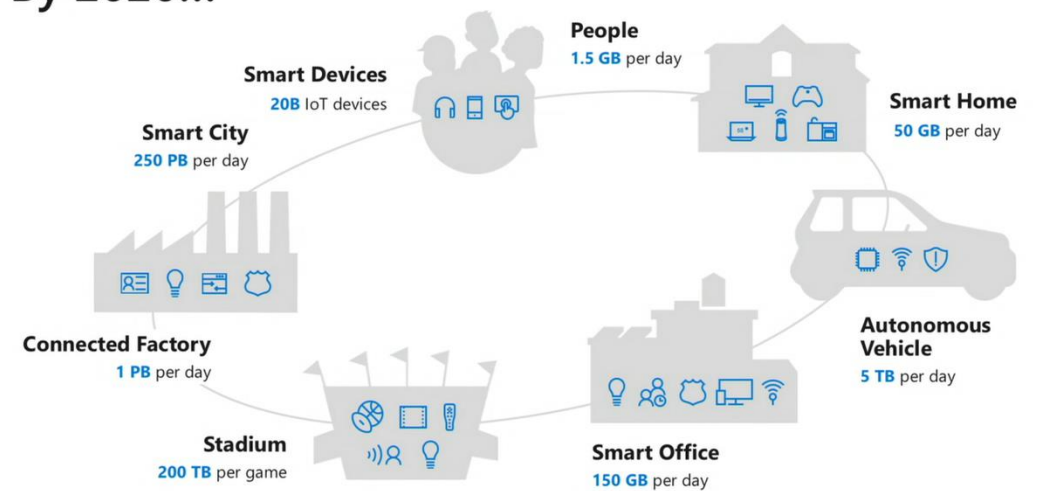 People
1.5 GB per day
Smart Devices
20B IoT devices
Smart Home
50 GB per day
Smart City
250 PB per day
Autonomous
Vehicle
5 TB per day
Connected Factory
1 PB per day
Stadium
200 TB per game
Smart Office
150 GB per day